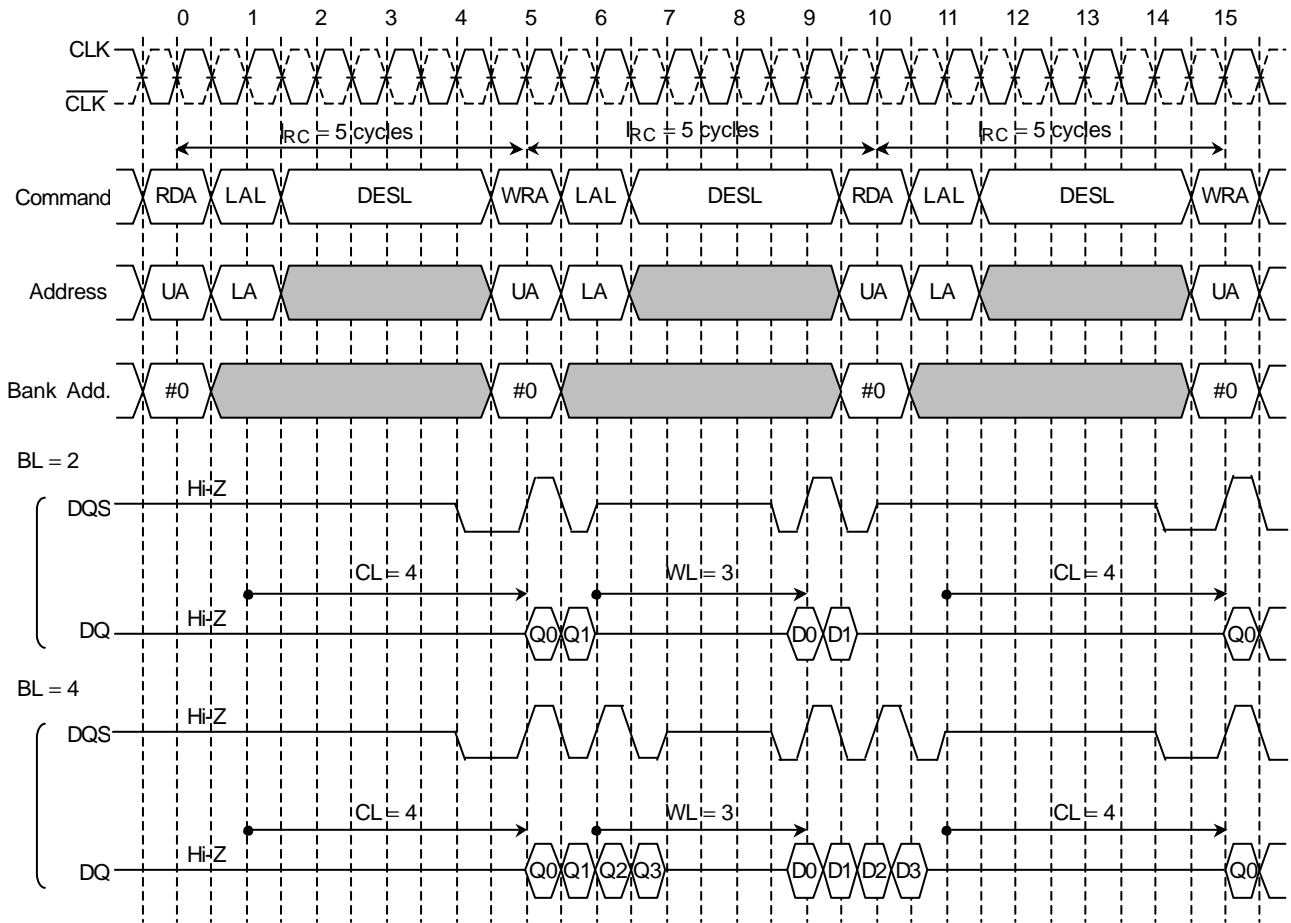 0 1 2 3 4 5 6 7 8 9 10 11 12 13 14 15
CLK
CLK
IRC = 5 cycles IRC = 5 cycles IRC = 5 cycles
Command RDA LAL DESL WRA LAL DESL RDA LAL DESL WRA
Address UA LA UA LA UA LA UA
Bank Add. #0 #0 #0 #0
BL = 2
Hi-Z
DQS
CL = 4 WL = 3 CL = 4
Hi-Z
DQ Q0 Q1 D0 D1 Q0
BL = 4
Hi-Z
DQS
CL = 4 WL = 3 CL = 4
Hi-Z
DQ Q0 Q1 Q2 Q3 D0 D1 D2 D3 Q0